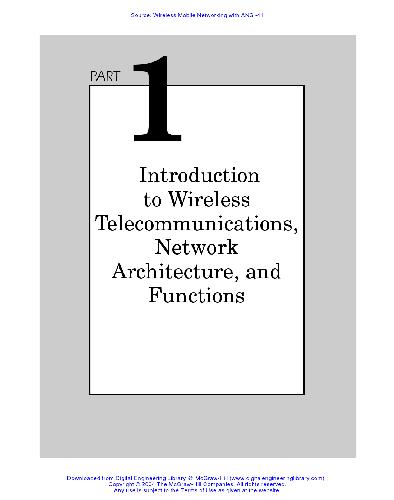 Source: Wireless Mobile Networking with ANSI-41
PART 1
Introduction
to Wireless
Telecommunications,
Network
Architecture, and
Functions
Downloaded from Digital Engineering Library @ McGraw-Hill (www.digitalengineeringlibrary.com)
Copyright © 2004 The McGraw-Hill Companies. All rights reserved.
Any use is subject to the Terms of Use as given at the website.